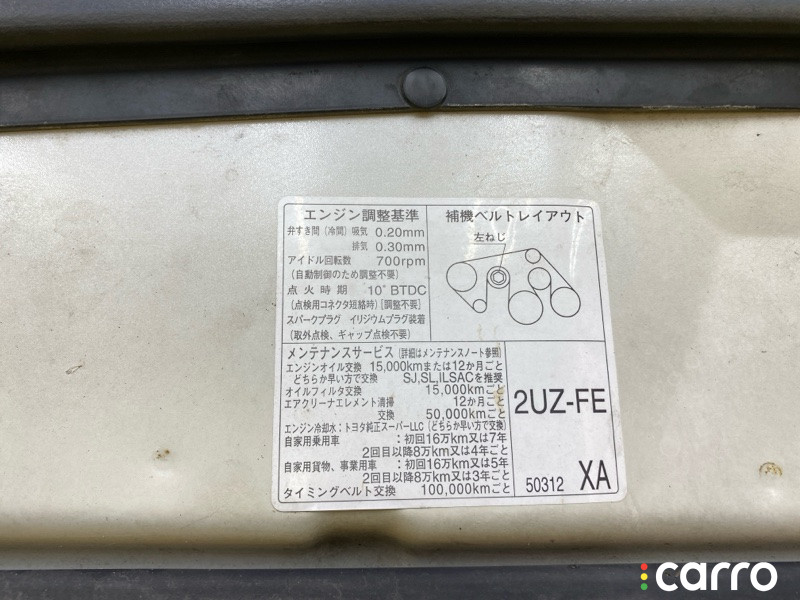 エンジン調整基準
弁すき間(冷間)吸気 0.20mm
排気 0.30mm
アイドル回転数 700rpm
(自動制御のため調整不要)
点火時期 10°BTDC
(点検用コネクタ短絡時)[調整不要]
スパークプラグ イリジウムプラグ装着
(取外点検、ギャップ点検不要)
補機ベルトレイアウト
左ねじ
メンテナンスサービス(詳細はメンテナンスノート参照)
エンジンオイル交換 15,000kmまたは12か月ごと
どちらか早い方で交換 SJ,SL,ILSACを推奨
オイルフィルタ交換 15,000kmごと
エアクリーナエレメント清掃 12か月ごと
交換 50,000kmごと
エンジン冷却水:トヨタ純正スーパーLLC(どちらか早い方で交換)
自家用乗用車 :初回16万km又は7年
2回目以降8万km又は4年ごと
自家用貨物、事業用車 :初回16万km又は5年
2回目以降8万km又は3年ごと
タイミングベルト交換 100,000kmごと
2UZ-FE
50312 XA
carro